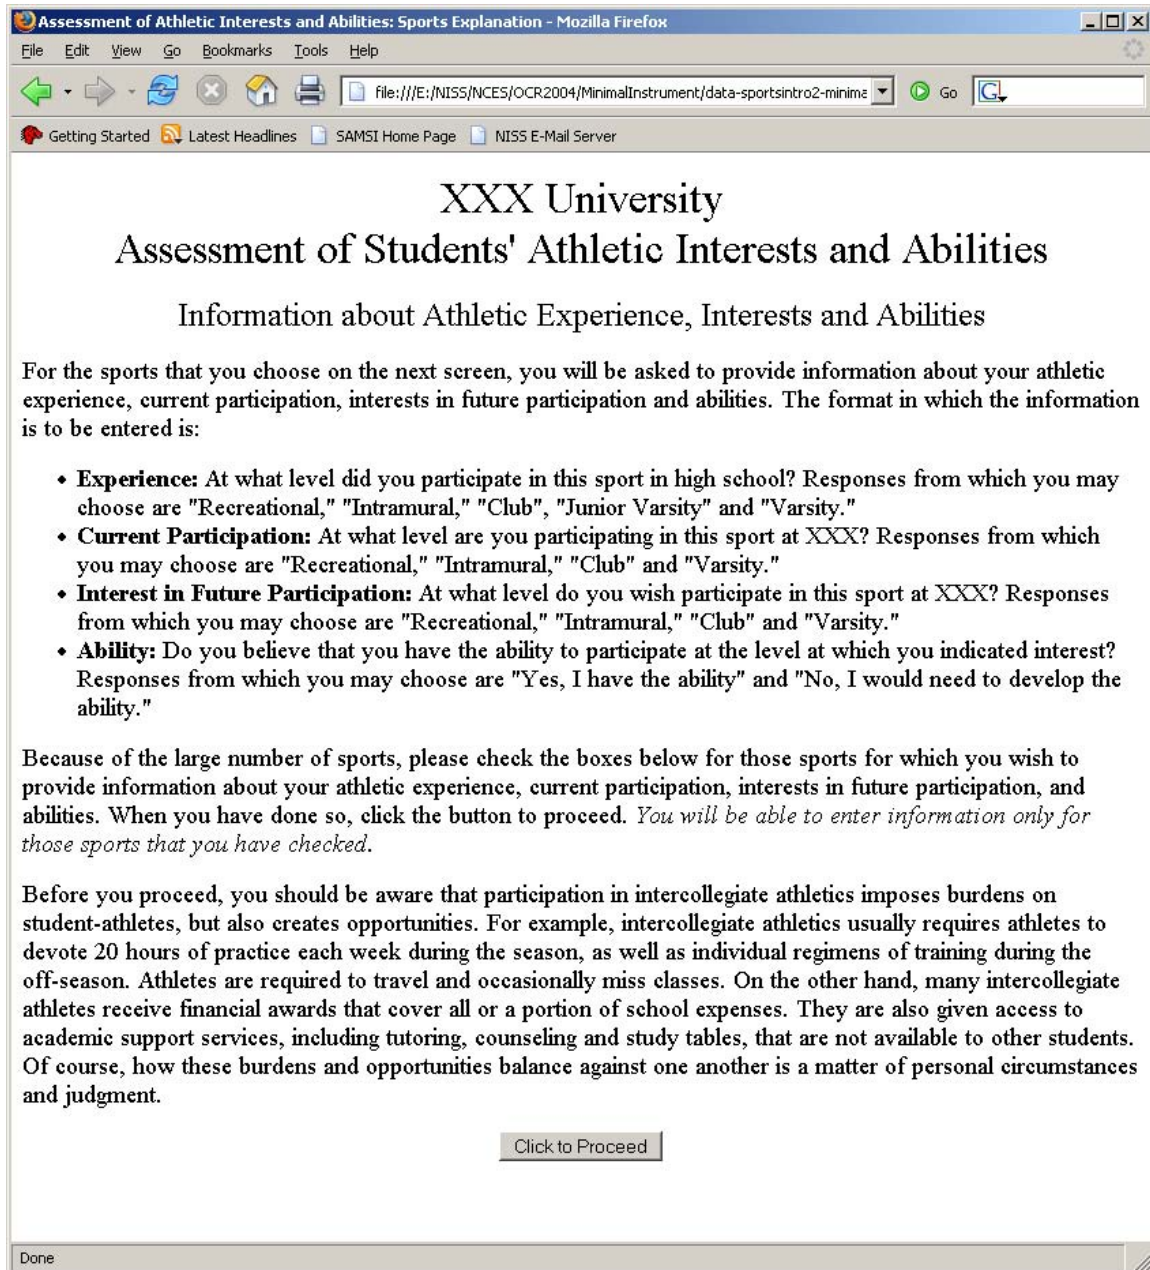 Assessment of Athletic Interests and Abilities: Sports Explanation - Mozilla Firefox
File Edit View Go Bookmarks Tools Help
file:///E:/NISS/NCES/OCR2004/MinimalInstrument/data-sportsintro2-minima Go G
Getting Started Latest Headlines SAMSI Home Page NISS E-Mail Server
XXX University
Assessment of Students' Athletic Interests and Abilities
Information about Athletic Experience, Interests and Abilities
For the sports that you choose on the next screen, you will be asked to provide information about your athletic
experience, current participation, interests in future participation and abilities. The format in which the information
is to be entered is:
• Experience: At what level did you participate in this sport in high school? Responses from which you may
choose are "Recreational," "Intramural," "Club", "Junior Varsity" and "Varsity."
• Current Participation: At what level are you participating in this sport at XXX? Responses from which
you may choose are "Recreational," "Intramural," "Club" and "Varsity."
• Interest in Future Participation: At what level do you wish participate in this sport at XXX? Responses
from which you may choose are "Recreational," "Intramural," "Club" and "Varsity."
• Ability: Do you believe that you have the ability to participate at the level at which you indicated interest?
Responses from which you may choose are "Yes, I have the ability" and "No, I would need to develop the
ability."
Because of the large number of sports, please check the boxes below for those sports for which you wish to
provide information about your athletic experience, current participation, interests in future participation, and
abilities. When you have done so, click the button to proceed. You will be able to enter information only for
those sports that you have checked.
Before you proceed, you should be aware that participation in intercollegiate athletics imposes burdens on
student-athletes, but also creates opportunities. For example, intercollegiate athletics usually requires athletes to
devote 20 hours of practice each week during the season, as well as individual regimens of training during the
off-season. Athletes are required to travel and occasionally miss classes. On the other hand, many intercollegiate
athletes receive financial awards that cover all or a portion of school expenses. They are also given access to
academic support services, including tutoring, counseling and study tables, that are not available to other students.
Of course, how these burdens and opportunities balance against one another is a matter of personal circumstances
and judgment.
Click to Proceed
Done